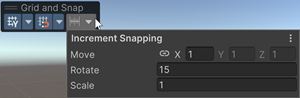 Grid and Snap
Increment Snapping
Move X 1 Y 1 Z 1
Rotate 15
Scale 1